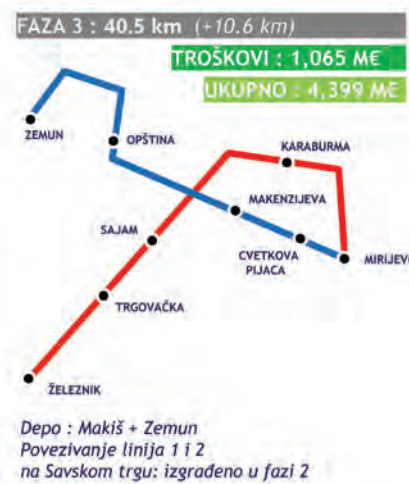 FAZA 3 : 40.5 km (+10.6 km)
TROŠKOVI : 1,065 M€
UKUPNO : 4,399 M€
ZEMUN
OPŠTINA
KARABURMA
MAKENZIJEVA
SAJAM
CVETKOVA
PIJACA
MIRIJEVO
TRGOVAČKA
ŽELEZNIK
Depo : Makiš + Zemun
Povezivanje linija 1 i 2
na Savskom trgu: izgrađeno u fazi 2